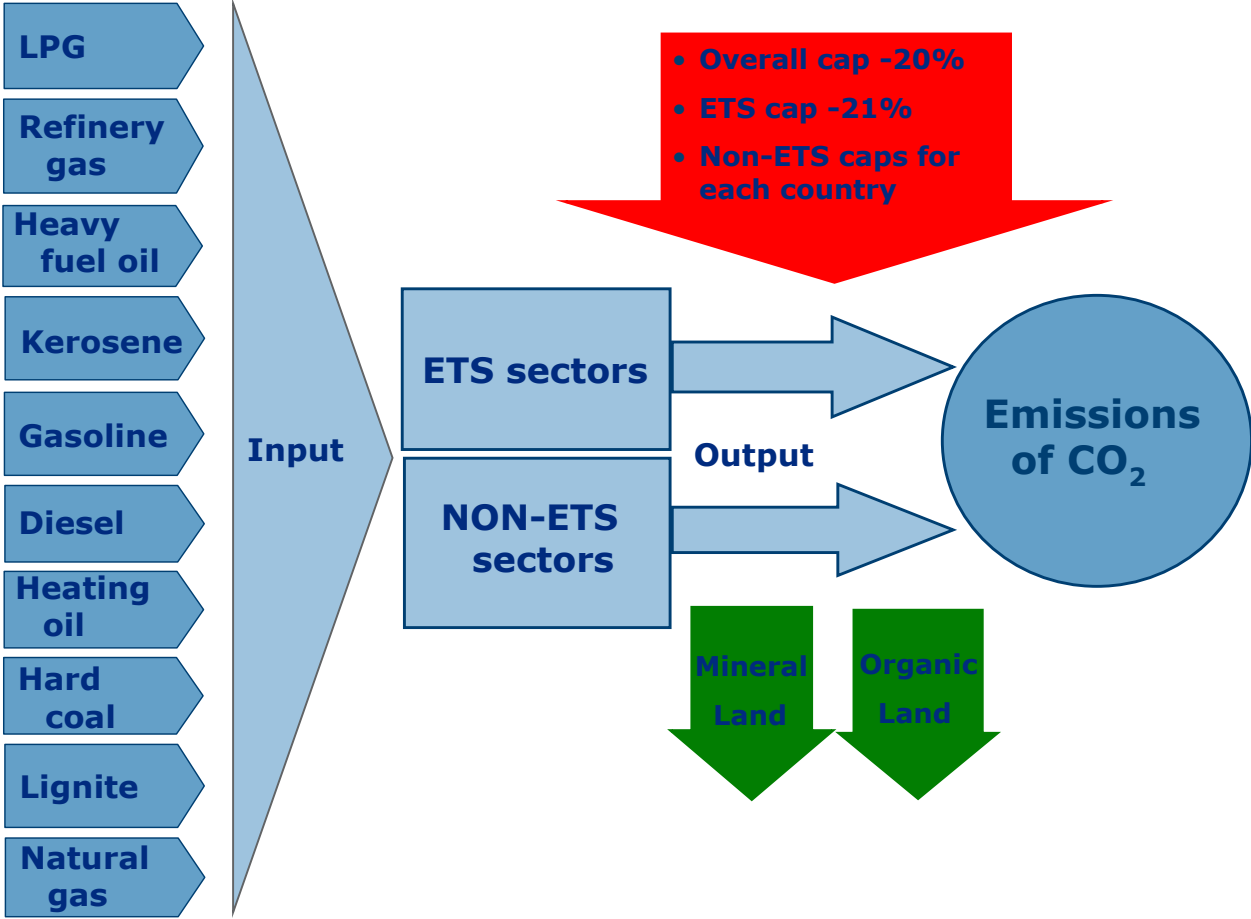 LPG
Refinery
gas
Heavy
fuel oil
Kerosene
Gasoline
Diesel
Heating
oil
Hard
coal
Lignite
Natural
gas
Input
• Overall cap -20%
• ETS cap -21%
• Non-ETS caps for
each country
ETS sectors
NON-ETS
sectors
Output
Emissions
of CO₂
Mineral
Land
Organic
Land